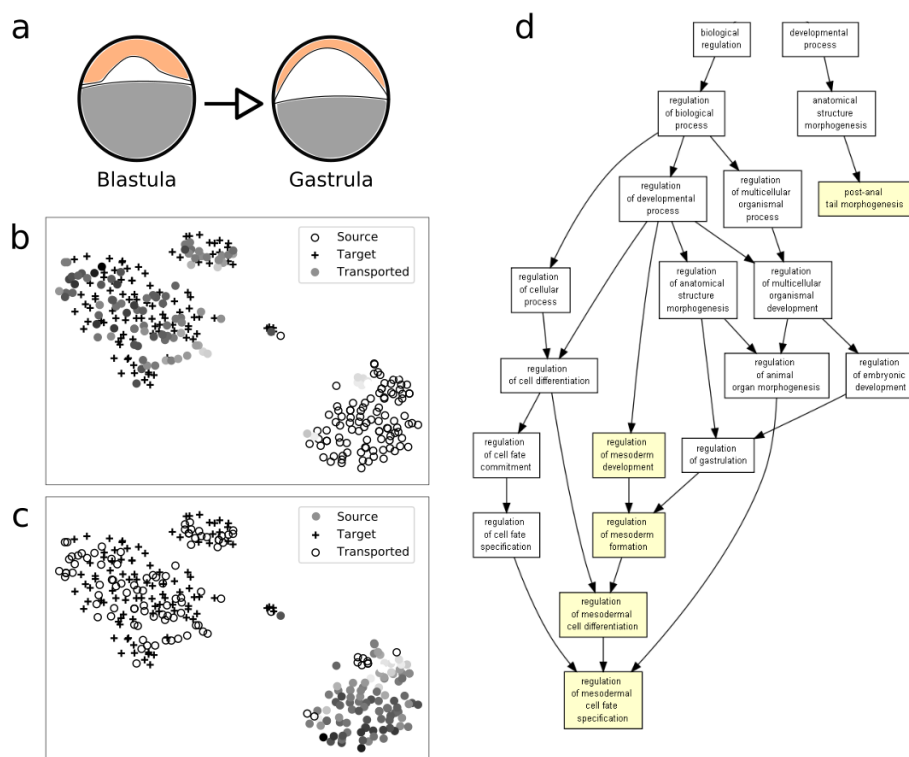 a
Blastula
Gastrula
b
Source
Target
Transported
c
Source
Target
Transported
d
biological
regulation
developmental
process
regulation
of biological
process
anatomical
structure
morphogenesis
regulation
of developmental
process
regulation
of multicellular
organismal
process
post-anal
tail morphogenesis
regulation
of cellular
process
regulation
of anatomical
structure
morphogenesis
regulation
of multicellular
organismal
development
regulation
of cell differentiation
regulation
of animal
organ morphogenesis
regulation
of embryonic
development
regulation
of cell fate
commitment
regulation
of mesoderm
development
regulation
of gastrulation
regulation
of cell fate
specification
regulation
of mesoderm
formation
regulation
of mesodermal
cell differentiation
regulation
of mesodermal
cell fate
specification